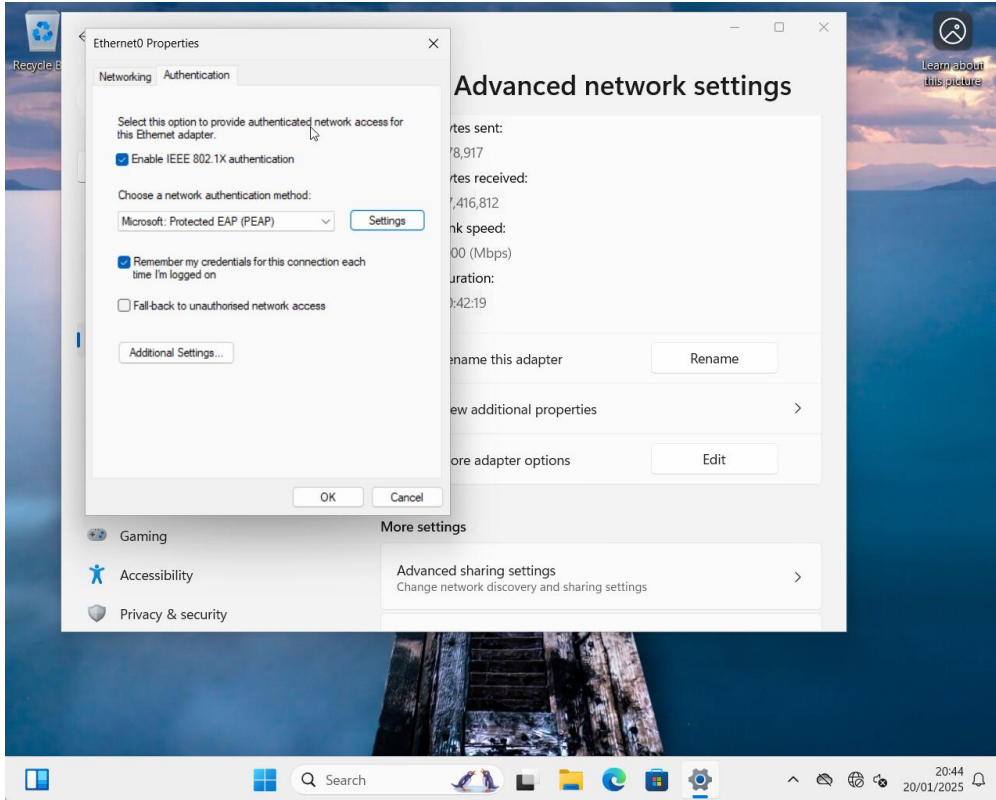 Recycle B
Learn about
this picture
Ethernet0 Properties
Networking
Authentication
Select this option to provide authenticated network access for
this Ethernet adapter.
Enable IEEE 802.1X authentication
Choose a network authentication method:
Microsoft: Protected EAP (PEAP)
Settings
Remember my credentials for this connection each
time I'm logged on
Fall-back to unauthorised network access
Additional Settings...
OK
Cancel
Advanced network settings
ytes sent:
78,917
ytes received:
7,416,812
nk speed:
00 (Mbps)
uration:
0:42:19
ename this adapter
Rename
ew additional properties
ore adapter options
Edit
More settings
Advanced sharing settings
Change network discovery and sharing settings
Gaming
Accessibility
Privacy & security
Search
20:44
20/01/2025